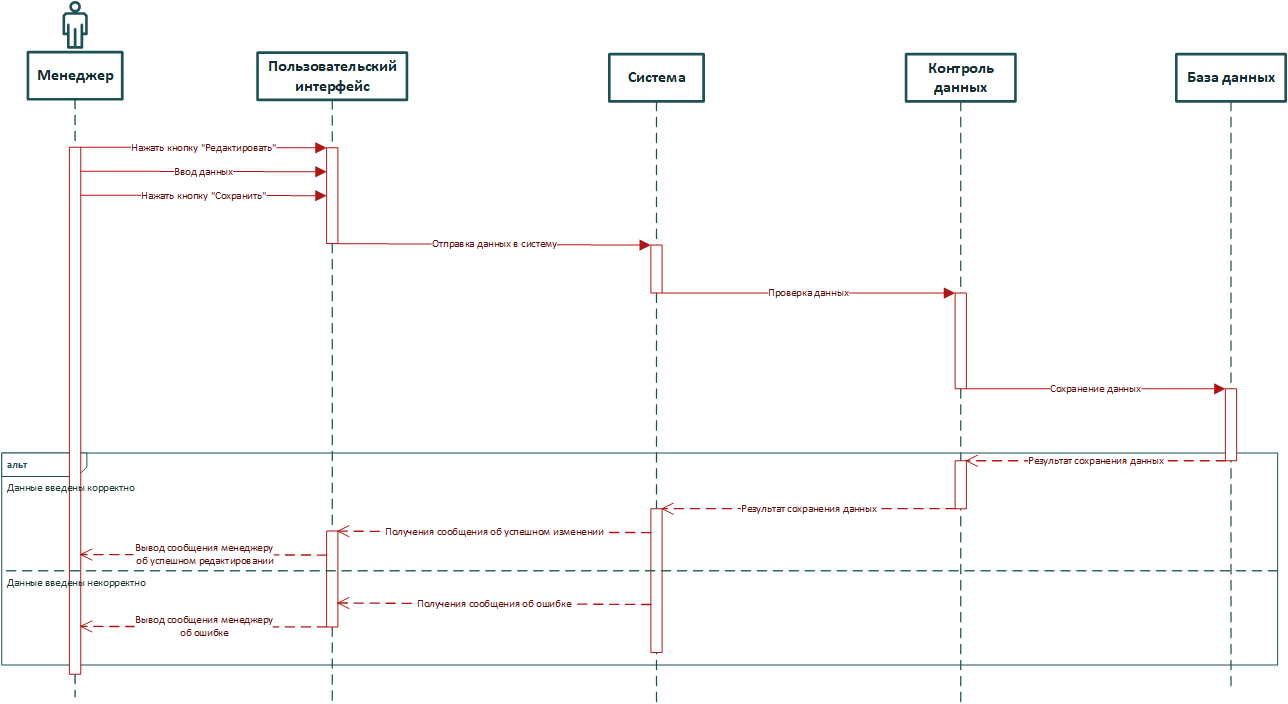 Менеджер
Пользовательский
интерфейс
Система
Контроль
данных
База данных
Нажать кнопку "Редактировать"
Ввод данных
Нажать кнопку "Сохранить"
Отправка данных в систему
Проверка данных
Сохранение данных
альт
Результат сохранения данных
Данные введены корректно
Результат сохранения данных
Получения сообщения об успешном изменении
Вывод сообщения менеджеру
об успешном редактировании
Данные введены некорректно
Получения сообщения об ошибке
Вывод сообщения менеджеру
об ошибке